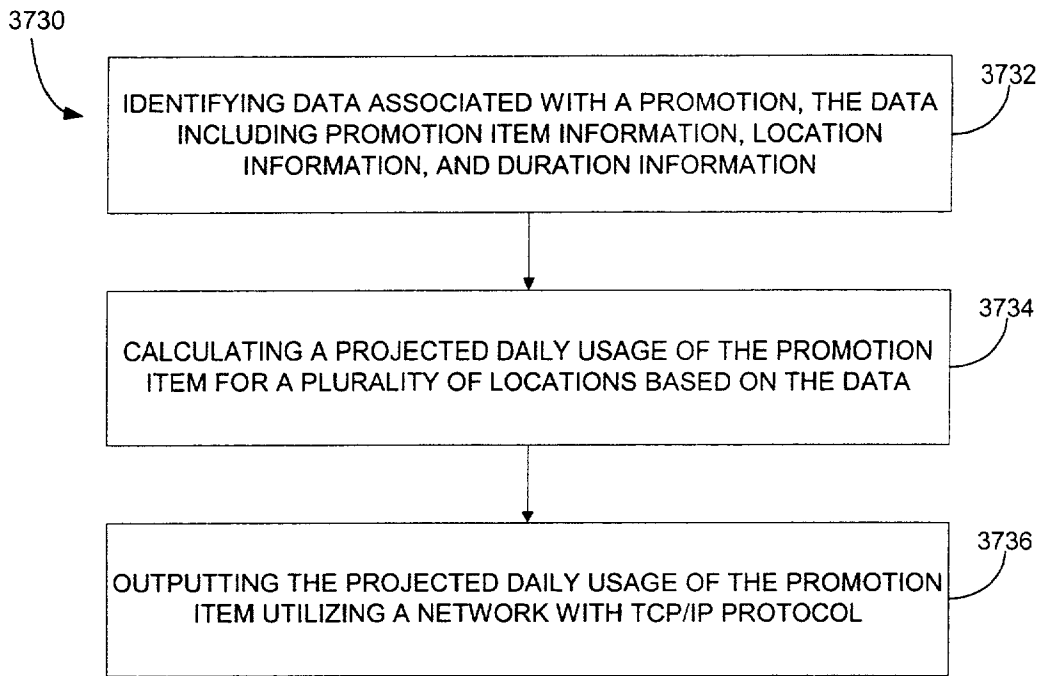 3730
3732
IDENTIFYING DATA ASSOCIATED WITH A PROMOTION, THE DATA
INCLUDING PROMOTION ITEM INFORMATION, LOCATION
INFORMATION, AND DURATION INFORMATION
3734
CALCULATING A PROJECTED DAILY USAGE OF THE PROMOTION
ITEM FOR A PLURALITY OF LOCATIONS BASED ON THE DATA
3736
OUTPUTTING THE PROJECTED DAILY USAGE OF THE PROMOTION
ITEM UTILIZING A NETWORK WITH TCP/IP PROTOCOL